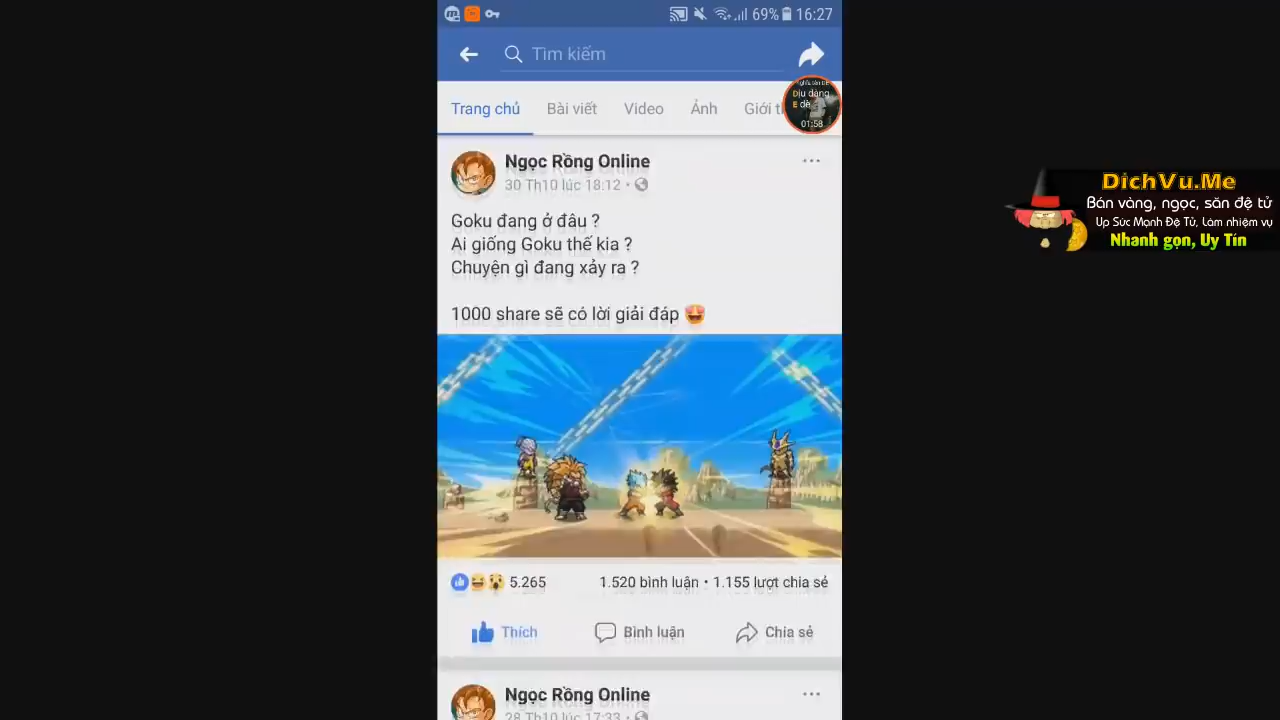 69% 16:27
Tìm kiếm
Trang chủ Bài viết Video Ảnh Giới
Dịu dàng
E dè
01:58
Ngọc Rồng Online
30 Th10 lúc 18:12
Goku đang ở đâu ?
Ai giống Goku thế kia ?
Chuyện gì đang xảy ra ?
1000 share sẽ có lời giải đáp 😍
5.265 1.520 bình luận • 1.155 lượt chia sẻ
Thích Bình luận Chia sẻ
Ngọc Rồng Online
28 Th10 lúc 17:33
DichVu.Me
Bán vàng, ngọc, săn đệ tử
Up Sức Mạnh Đệ Tử, Làm nhiệm vụ
Nhanh gọn, Uy Tín